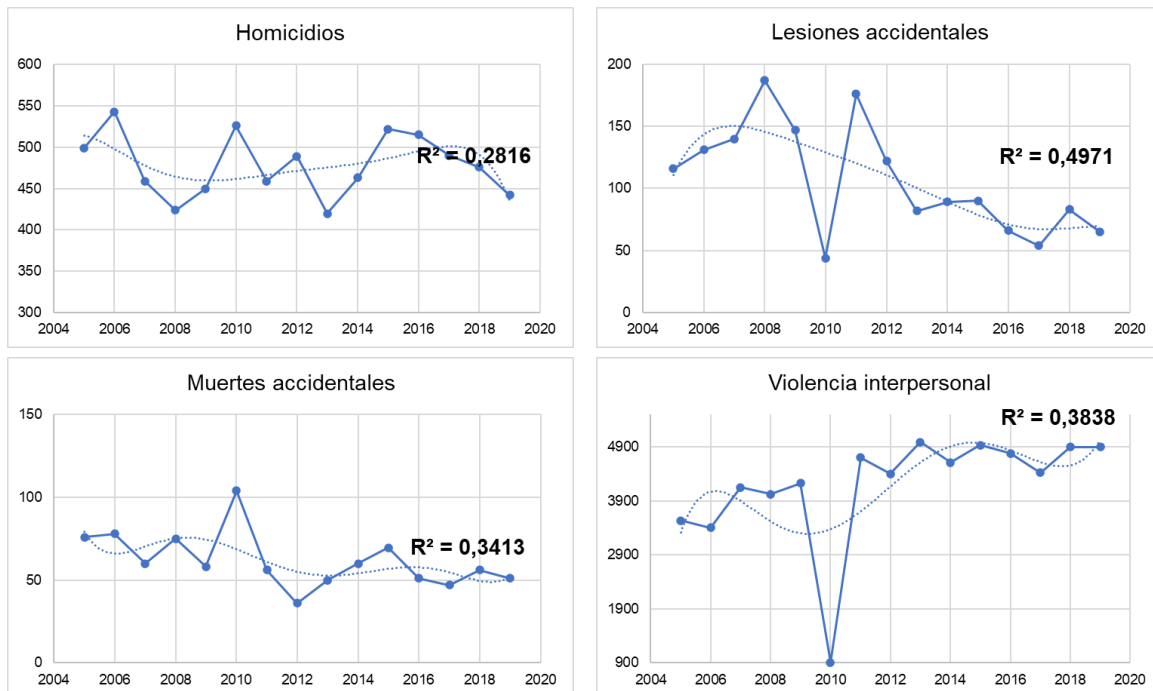 Homicidios
600
550
500
450
400
350
300
R² = 0,2816
2004 2006 2008 2010 2012 2014 2016 2018 2020
Lesiones accidentales
200
150
100
50
0
R² = 0,4971
2004 2006 2008 2010 2012 2014 2016 2018 2020
Muertes accidentales
150
100
50
0
R² = 0,3413
2004 2006 2008 2010 2012 2014 2016 2018 2020
Violencia interpersonal
R² = 0,3838
4900
3900
2900
1900
900
2004 2006 2008 2010 2012 2014 2016 2018 2020